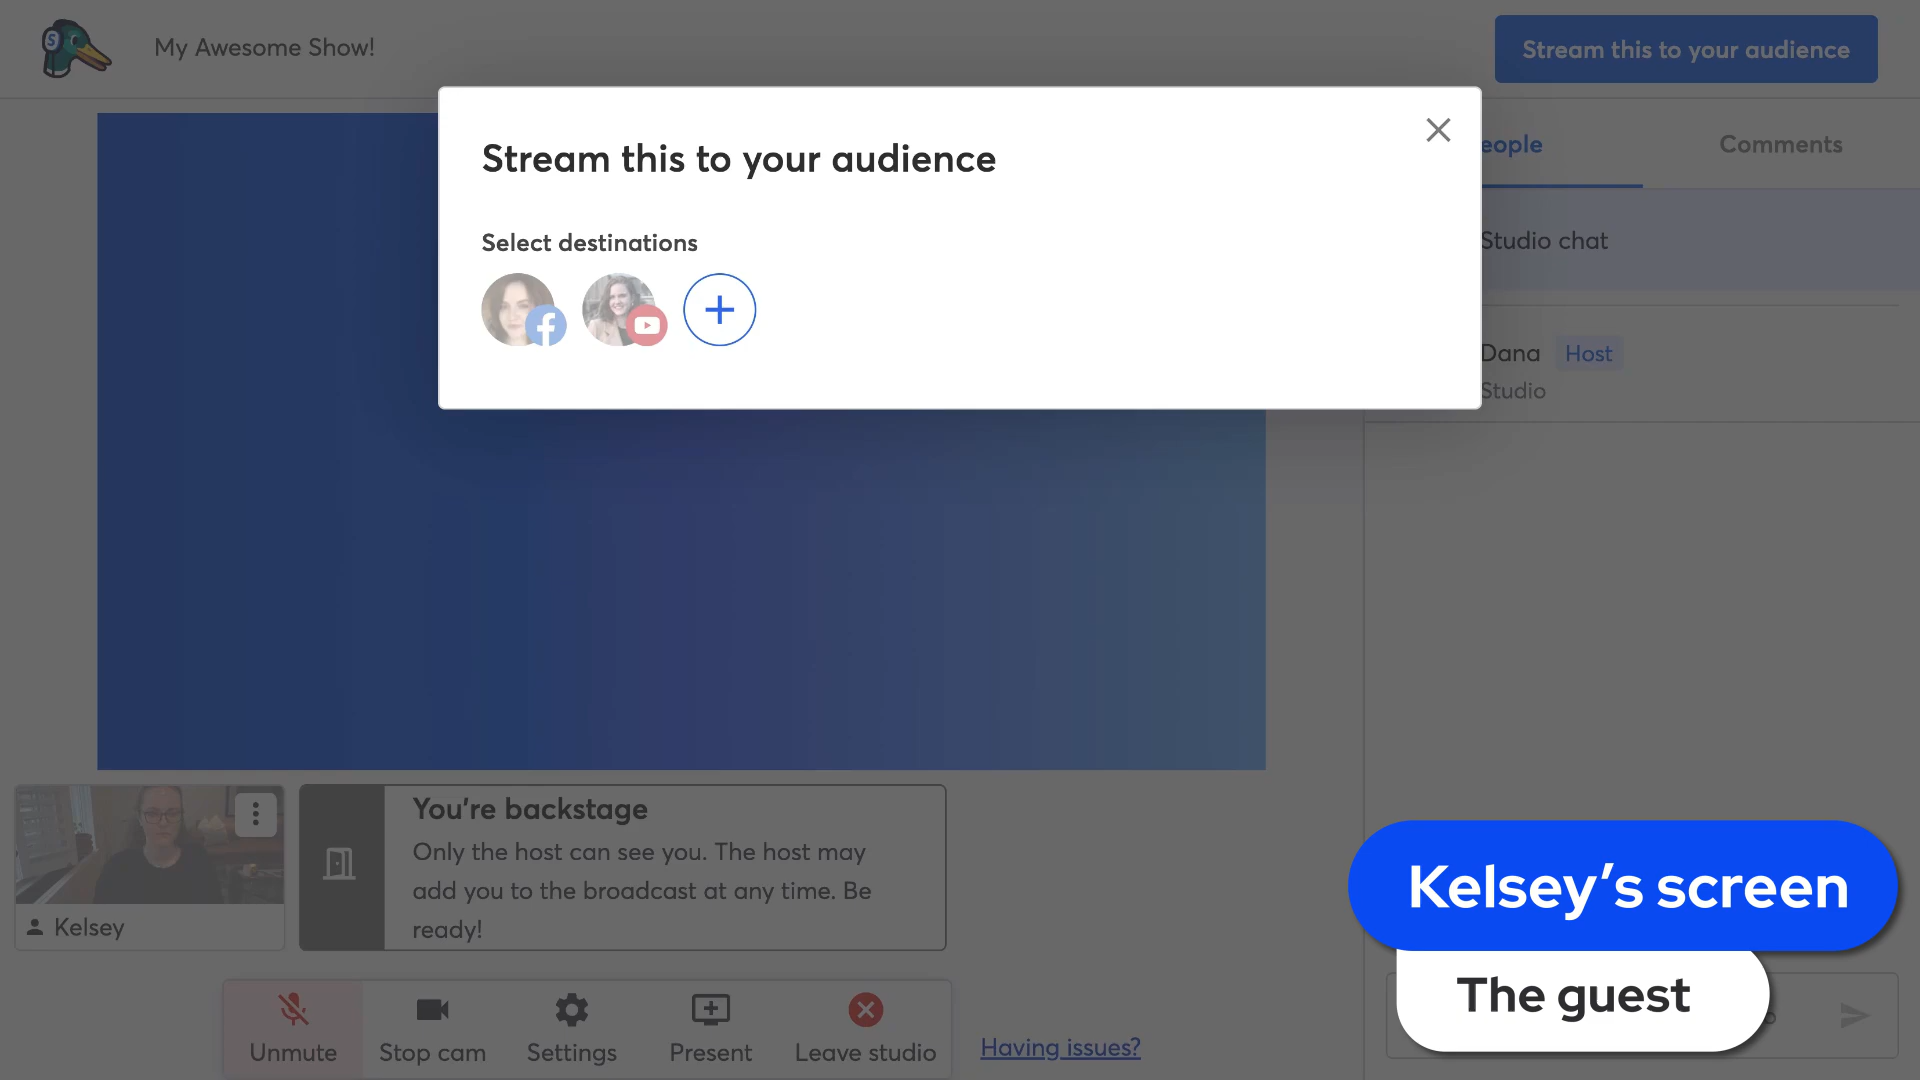 S
My Awesome Show!
Stream this to your audience
Stream this to your audience
Select destinations
eople
Comments
Studio chat
Dana Host
Studio
You're backstage
Only the host can see you. The host may
add you to the broadcast at any time. Be
ready!
Kelsey
Unmute
Stop cam
Settings
Present
Leave studio
Having issues?
Kelsey's screen
The guest